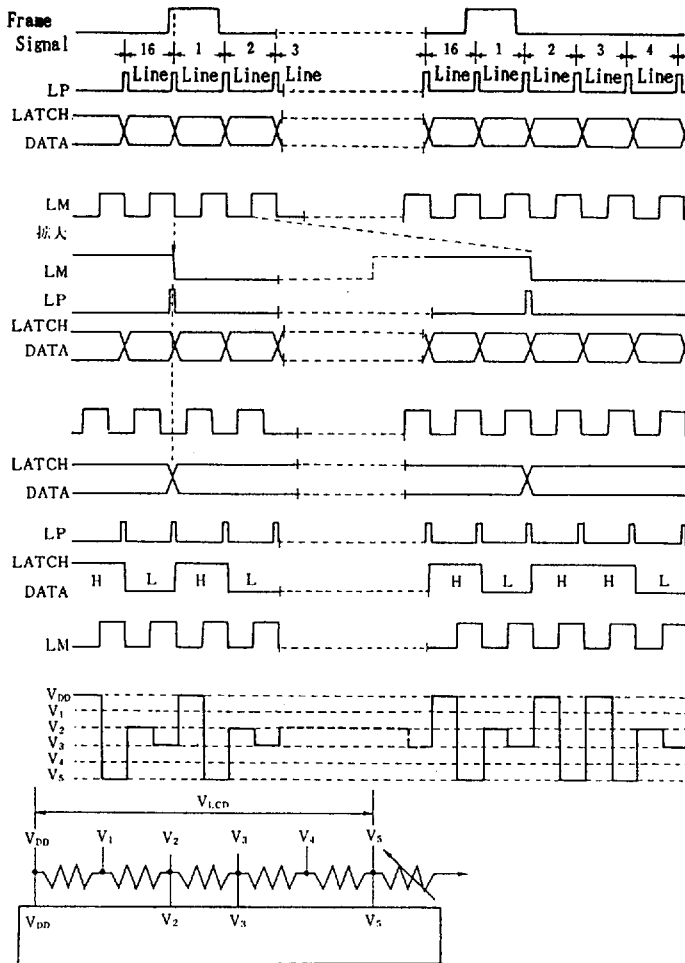 Frame
Signal
16 1 2 3 16 1 2 3 4
Line Line Line Line Line Line Line Line Line
LP
LATCH
DATA
LM
拡大
LM
LP
LATCH
DATA
LATCH
DATA
LP
LATCH
DATA
H L H L H L H H L
LM
VDD
V1
V2
V3
V4
V5
VLCD
VDD V1 V2 V3 V4 V5
VDD V2 V3 V5